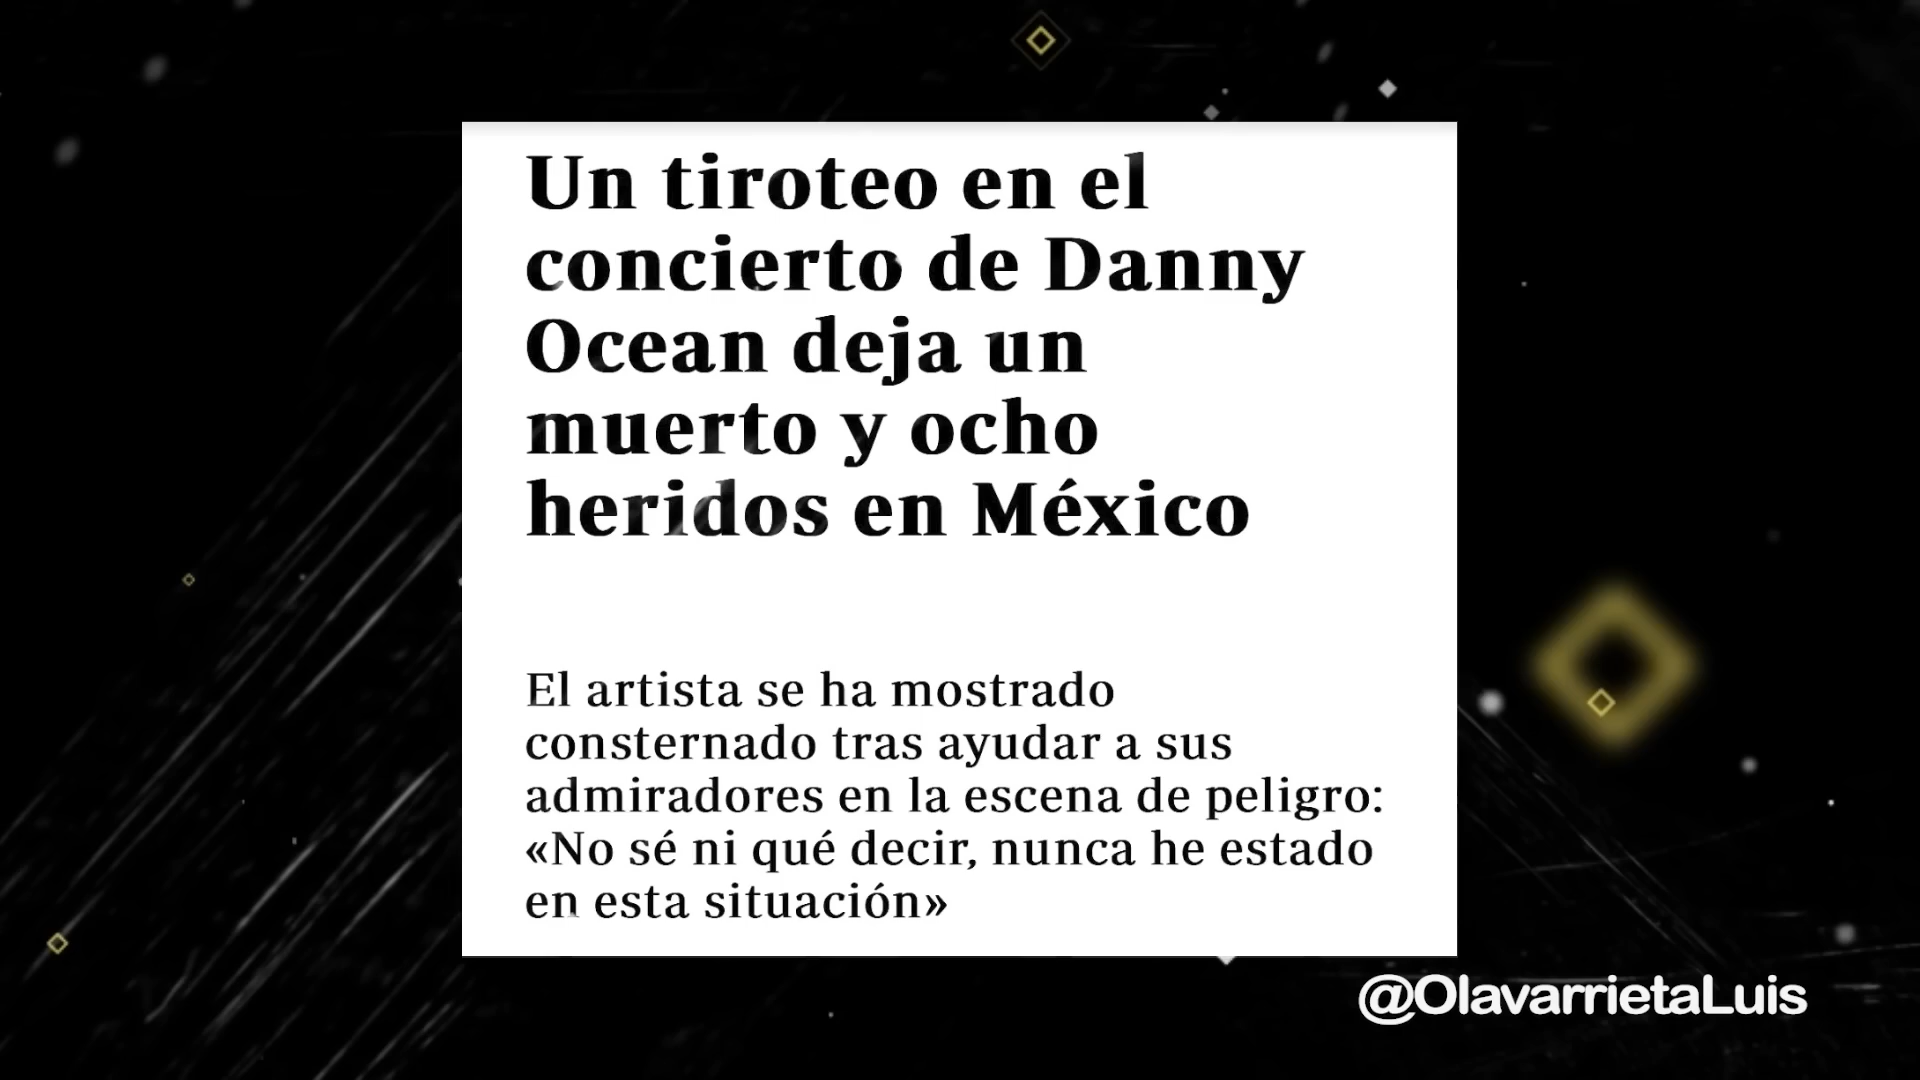 Un tiroteo en el
concierto de Danny
Ocean deja un
muerto y ocho
heridos en México
El artista se ha mostrado
consternado tras ayudar a sus
admiradores en la escena de peligro:
«No sé ni qué decir, nunca he estado
en esta situación»
@OlavarrietaLuis